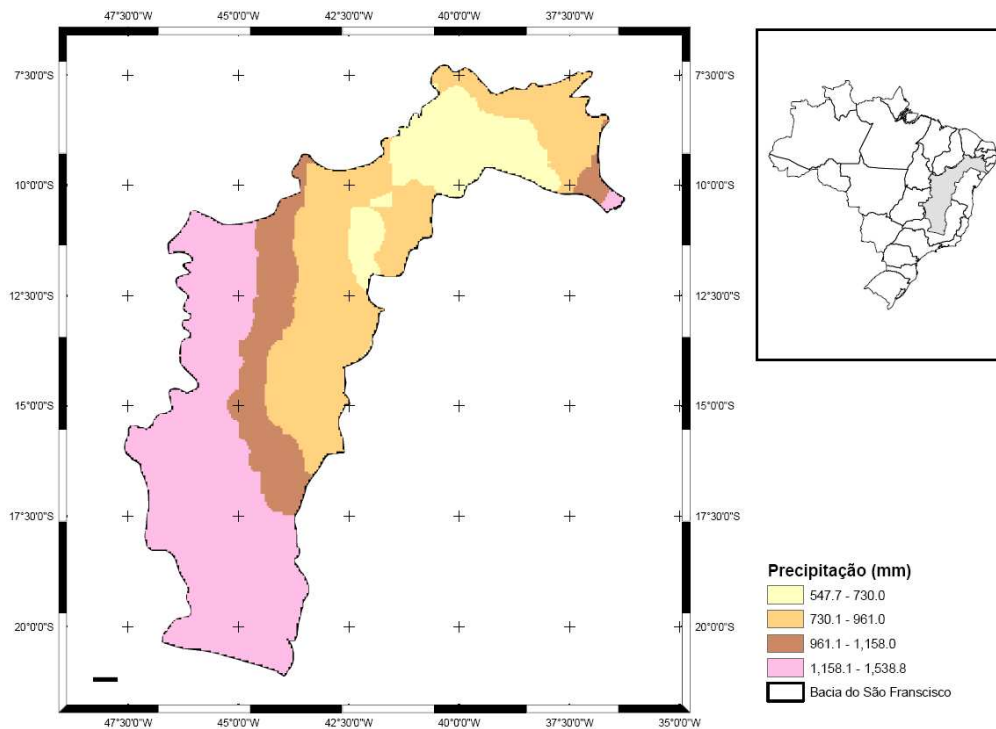 47°30'0"W 45°0'0"W 42°30'0"W 40°0'0"W 37°30'0"W
7°30'0"S 7°30'0"S
10°0'0"S 10°0'0"S
12°30'0"S 12°30'0"S
15°0'0"S 15°0'0"S
17°30'0"S 17°30'0"S
20°0'0"S 20°0'0"S
47°30'0"W 45°0'0"W 42°30'0"W 40°0'0"W 37°30'0"W 35°0'0"W
Precipitação (mm)
547.7 - 730.0
730.1 - 961.0
961.1 - 1,158.0
1,158.1 - 1,538.8
Bacia do São Franscisco